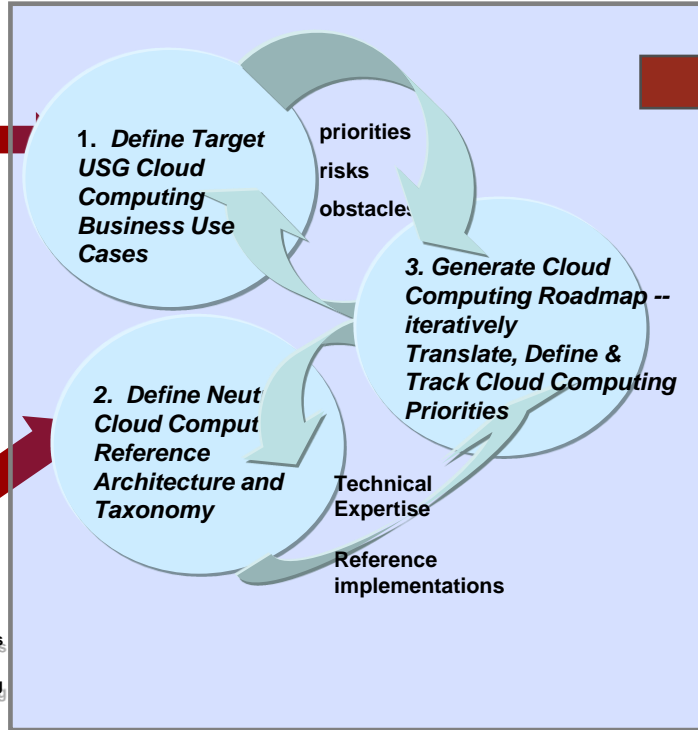 1. Define Target
USG Cloud
Computing
Business Use
Cases
priorities
risks
obstacles
3. Generate Cloud
Computing Roadmap --
iteratively
Translate, Define &
Track Cloud Computing
Priorities
2. Define Neut
Cloud Comput
Reference
Architecture and
Taxonomy
Technical
Expertise
Reference
implementations
s
g